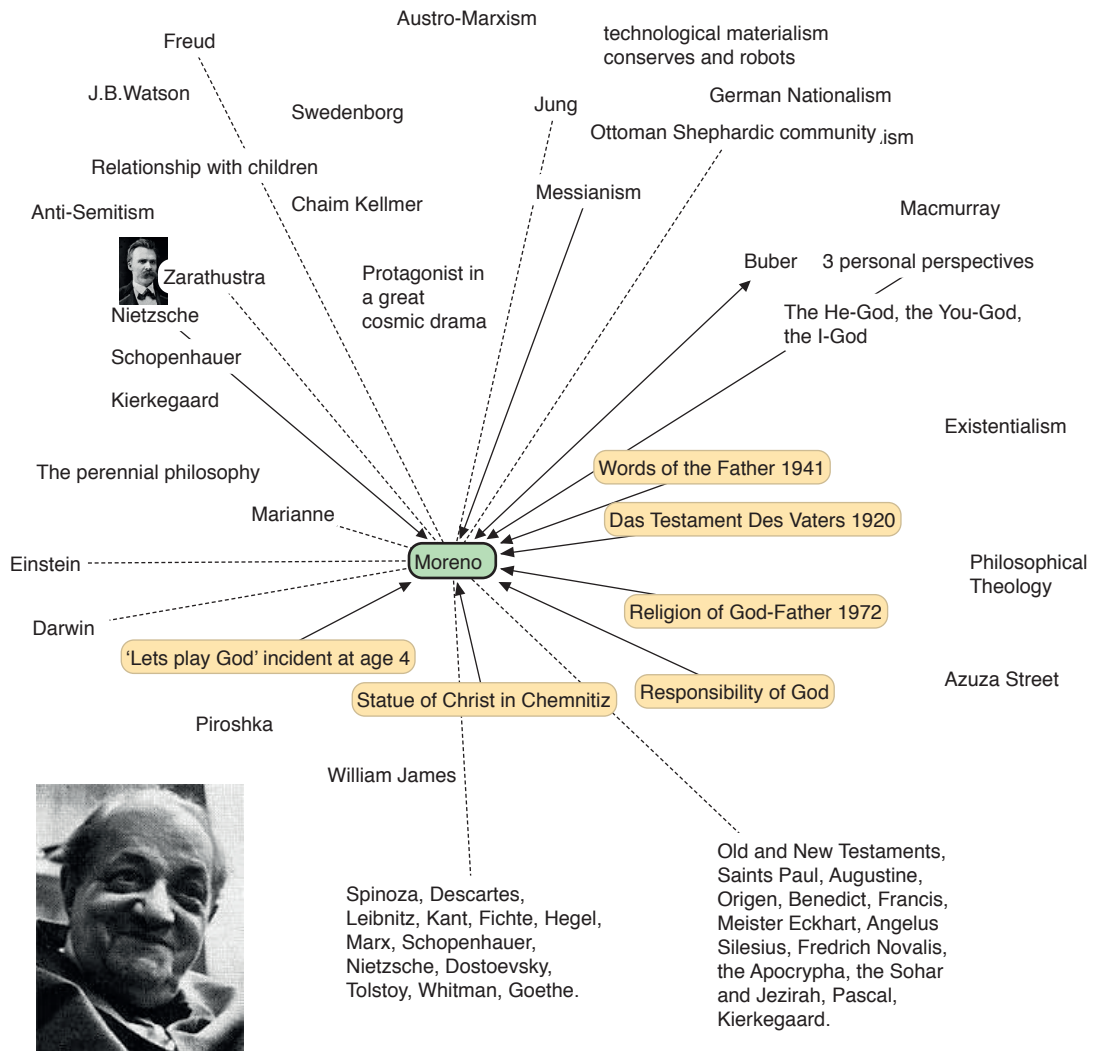 Austro-Marxism
technological materialism
conserves and robots
Freud
J.B.Watson
Swedenborg
Jung
German Nationalism
Ottoman Shephardic community
.ism
Relationship with children
Messianism
Chaim Kellmer
Anti-Semitism
Macmurray
Buber
3 personal perspectives
Zarathustra
Protagonist in
a great
cosmic drama
The He-God, the You-God,
the I-God
Nietzsche
Schopenhauer
Kierkegaard
Existentialism
The perennial philosophy
Words of the Father 1941
Marianne
Das Testament Des Vaters 1920
Moreno
Einstein
Philosophical
Theology
Religion of God-Father 1972
Darwin
‘Lets play God’ incident at age 4
Azuza Street
Responsibility of God
Statue of Christ in Chemnitiz
Piroshka
William James
Old and New Testaments,
Saints Paul, Augustine,
Origen, Benedict, Francis,
Meister Eckhart, Angelus
Silesius, Fredrich Novalis,
the Apocrypha, the Sohar
and Jezirah, Pascal,
Kierkegaard.
Spinoza, Descartes,
Leibnitz, Kant, Fichte, Hegel,
Marx, Schopenhauer,
Nietzsche, Dostoevsky,
Tolstoy, Whitman, Goethe.